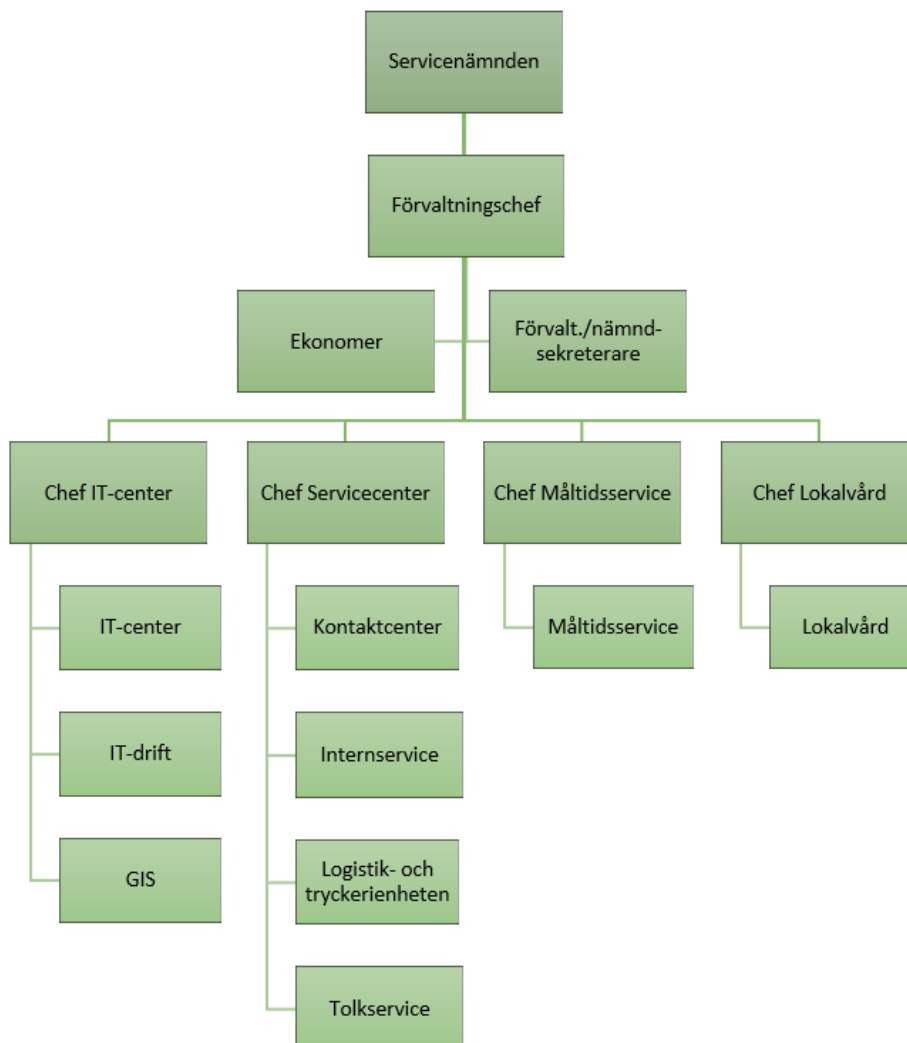 Servicenämnden
Förvaltningschef
Ekonomer
Förvalt./nämnd-
sekreterare
Chef IT-center
Chef Servicecenter
Chef Måltidsservice
Chef Lokalvård
IT-center
Kontaktcenter
Måltidsservice
Lokalvård
IT-drift
Internservice
GIS
Logistik- och
tryckerienheten
Tolkservice